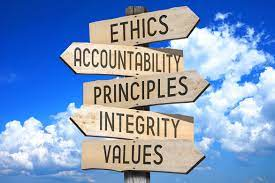 ETHICS
ACCOUNTABILITY
PRINCIPLES
INTEGRITY
VALUES